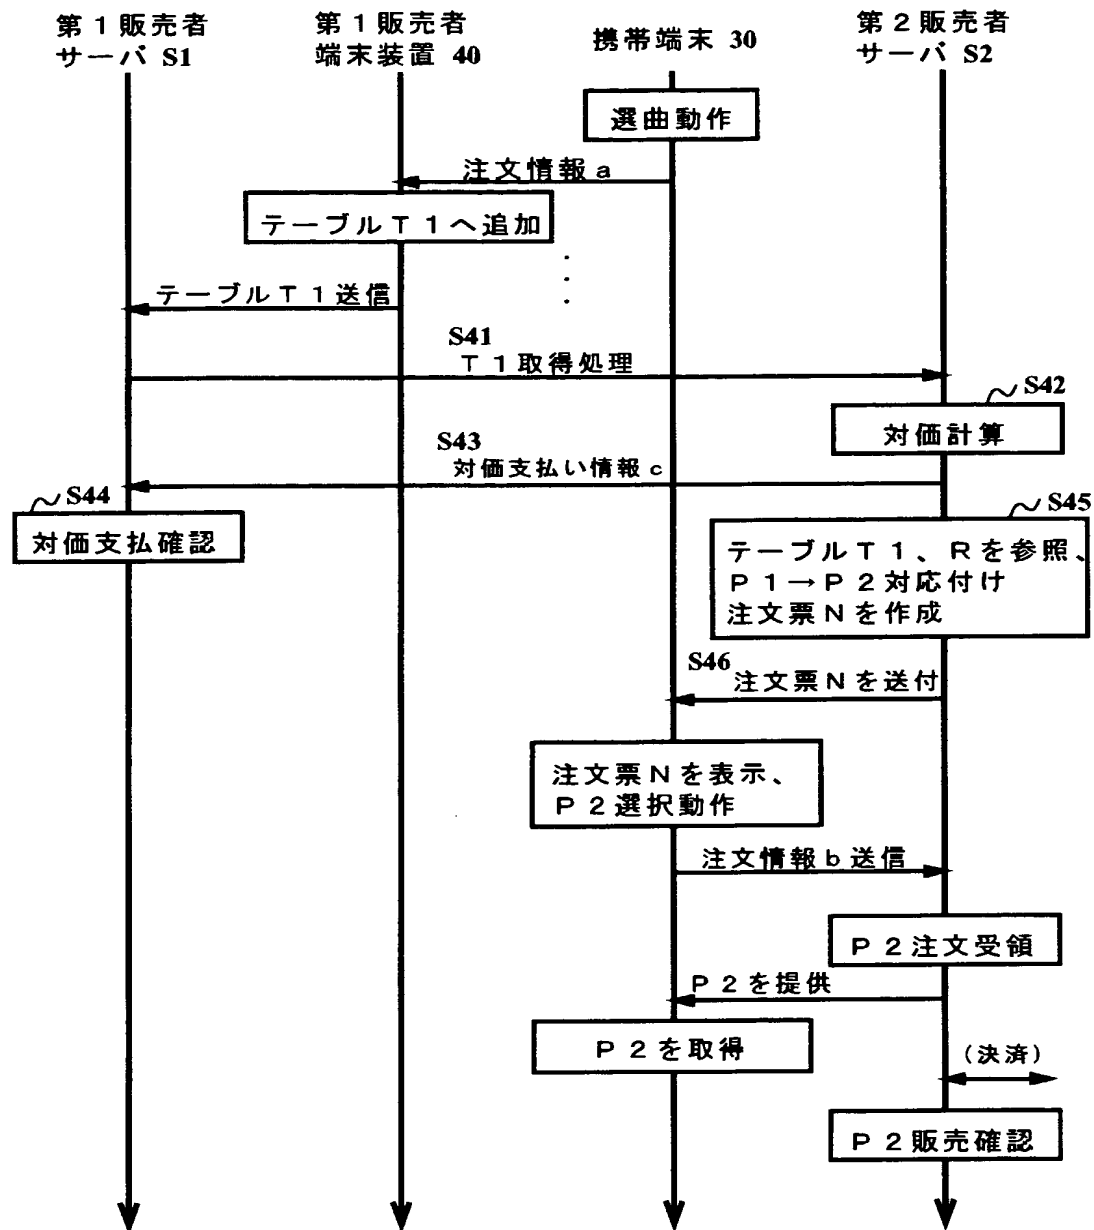 第１販売者
サーバ S1
第１販売者
端末装置 40
携帯端末 30
第２販売者
サーバ S2
選曲動作
注文情報ａ
テーブルＴ１へ追加
テーブルＴ１送信
S41
Ｔ１取得処理
S42
対価計算
S43
対価支払い情報ｃ
S44
対価支払確認
S45
テーブルＴ１、Ｒを参照、
Ｐ１→Ｐ２対応付け
注文票Ｎを作成
S46
注文票Ｎを送付
注文票Ｎを表示、
Ｐ２選択動作
注文情報ｂ送信
Ｐ２注文受領
Ｐ２を提供
Ｐ２を取得
(決済)
Ｐ２販売確認